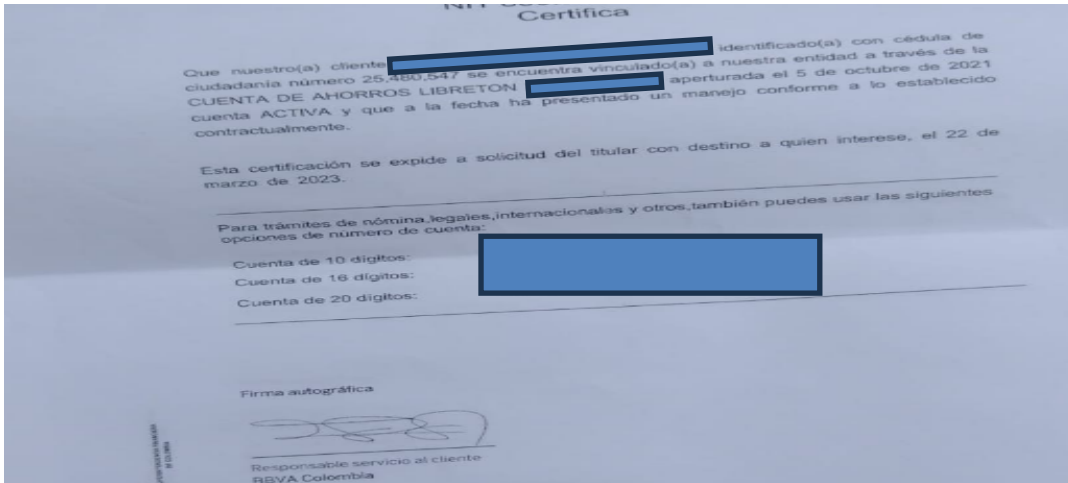 Certifica
Que nuestro(a) cliente identificado(a) con cédula de
ciudadanía número 25,480,547 se encuentra vinculado(a) a nuestra entidad a través de la
CUENTA DE AHORROS LIBRETON aperturada el 5 de octubre de 2021
cuenta ACTIVA y que a la fecha ha presentado un manejo conforme a lo establecido
contractualmente.
Esta certificación se expide a solicitud del titular con destino a quien interese, el 22 de
marzo de 2023.
Para trámites de nómina,legales,internacionales y otros,también puedes usar las siguientes
opciones de número de cuenta:
Cuenta de 10 dígitos:
Cuenta de 16 dígitos:
Cuenta de 20 dígitos:
Firma autográfica
Responsable servicio al cliente
BBVA Colombia